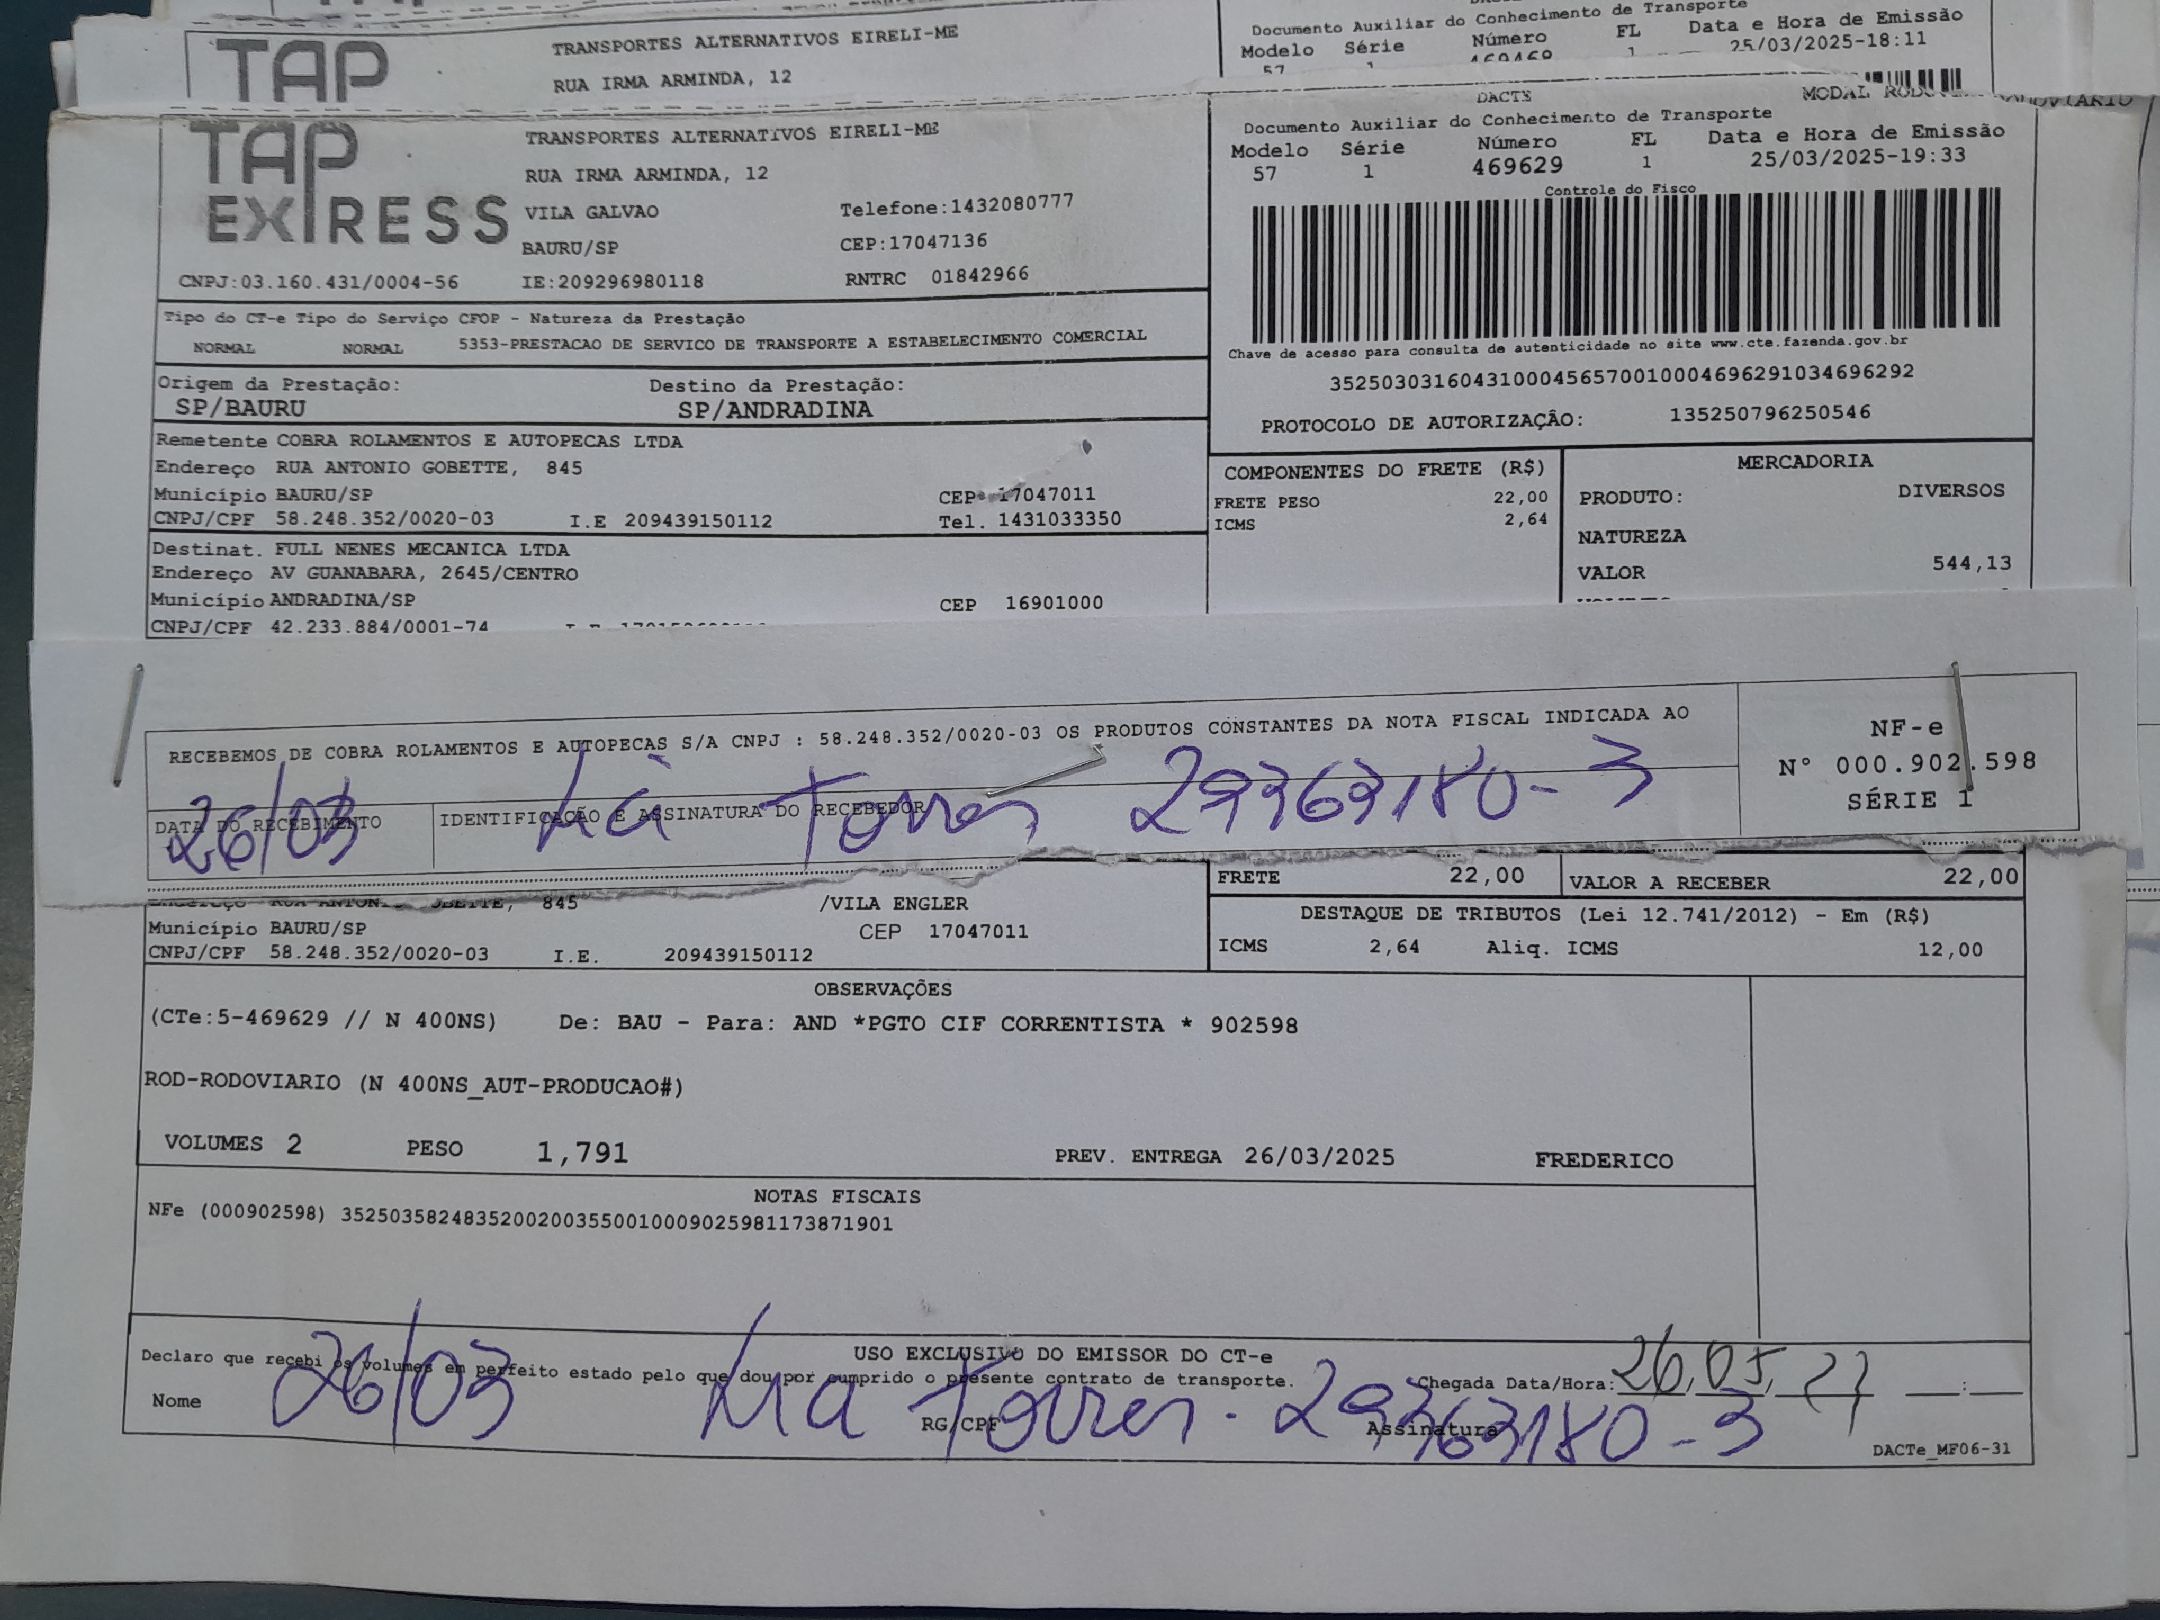 TAP
TRANSPORTES ALTERNATIVOS EIRELI-ME
RUA IRMA ARMINDA, 12
Documento Auxiliar do Conhecimento de Transporte
Modelo Série Número FL Data e Hora de Emissão
57 1 469468 1 25/03/2025-18:11
TAP EXPRESS
TRANSPORTES ALTERNATIVOS EIRELI-ME
RUA IRMA ARMINDA, 12
VILA GALVAO Telefone:1432080777
BAURU/SP CEP:17047136
CNPJ:03.160.431/0004-56 IE:209296980118 RNTRC 01842966
DACTE MODAL
Documento Auxiliar do Conhecimento de Transporte
Modelo Série Número FL Data e Hora de Emissão
57 1 469629 1 25/03/2025-19:33
Controle do Fisco
Chave de acesso para consulta de autenticidade no site www.cte.fazenda.gov.br
35250303160431000456570010004696291034696292
PROTOCOLO DE AUTORIZAÇÃO: 135250796250546
Tipo do CT-e Tipo do Serviço CFOP - Natureza da Prestação
NORMAL NORMAL 5353-PRESTACAO DE SERVICO DE TRANSPORTE A ESTABELECIMENTO COMERCIAL
Origem da Prestação: Destino da Prestação:
SP/BAURU SP/ANDRADINA
Remetente COBRA ROLAMENTOS E AUTOPECAS LTDA
Endereço RUA ANTONIO GOBETTE, 845
Município BAURU/SP CEP 17047011
CNPJ/CPF 58.248.352/0020-03 I.E 209439150112 Tel. 1431033350
Destinat. FULL NENES MECANICA LTDA
Endereço AV GUANABARA, 2645/CENTRO
Município ANDRADINA/SP CEP 16901000
CNPJ/CPF 42.233.884/0001-74
COMPONENTES DO FRETE (R$)
FRETE PESO 22,00
ICMS 2,64
MERCADORIA
PRODUTO: DIVERSOS
NATUREZA
VALOR 544,13
RECEBEMOS DE COBRA ROLAMENTOS E AUTOPECAS S/A CNPJ : 58.248.352/0020-03 OS PRODUTOS CONSTANTES DA NOTA FISCAL INDICADA AO
NF-e
N° 000.902.598
SÉRIE 1
DATA DO RECEBIMENTO IDENTIFICAÇÃO E ASSINATURA DO RECEBEDOR
26/03 Torres 29363180-3
FRETE 22,00 VALOR A RECEBER 22,00
845 /VILA ENGLER
Município BAURU/SP CEP 17047011
CNPJ/CPF 58.248.352/0020-03 I.E. 209439150112
DESTAQUE DE TRIBUTOS (Lei 12.741/2012) - Em (R$)
ICMS 2,64 Aliq. ICMS 12,00
OBSERVAÇÕES
(CTe:5-469629 // N 400NS) De: BAU - Para: AND *PGTO CIF CORRENTISTA * 902598
ROD-RODOVIARIO (N 400NS_AUT-PRODUCAO#)
VOLUMES 2 PESO 1,791 PREV. ENTREGA 26/03/2025 FREDERICO
NOTAS FISCAIS
NFe (000902598) 35250358248352002003550010009025981173871901
USO EXCLUSIVO DO EMISSOR DO CT-e
Declaro que recebi os volumes em perfeito estado pelo que dou por cumprido o presente contrato de transporte.
Chegada Data/Hora:
Nome RG/CPF Assinatura
26/03 Torres. 29363180-3
DACTe_MF06-31